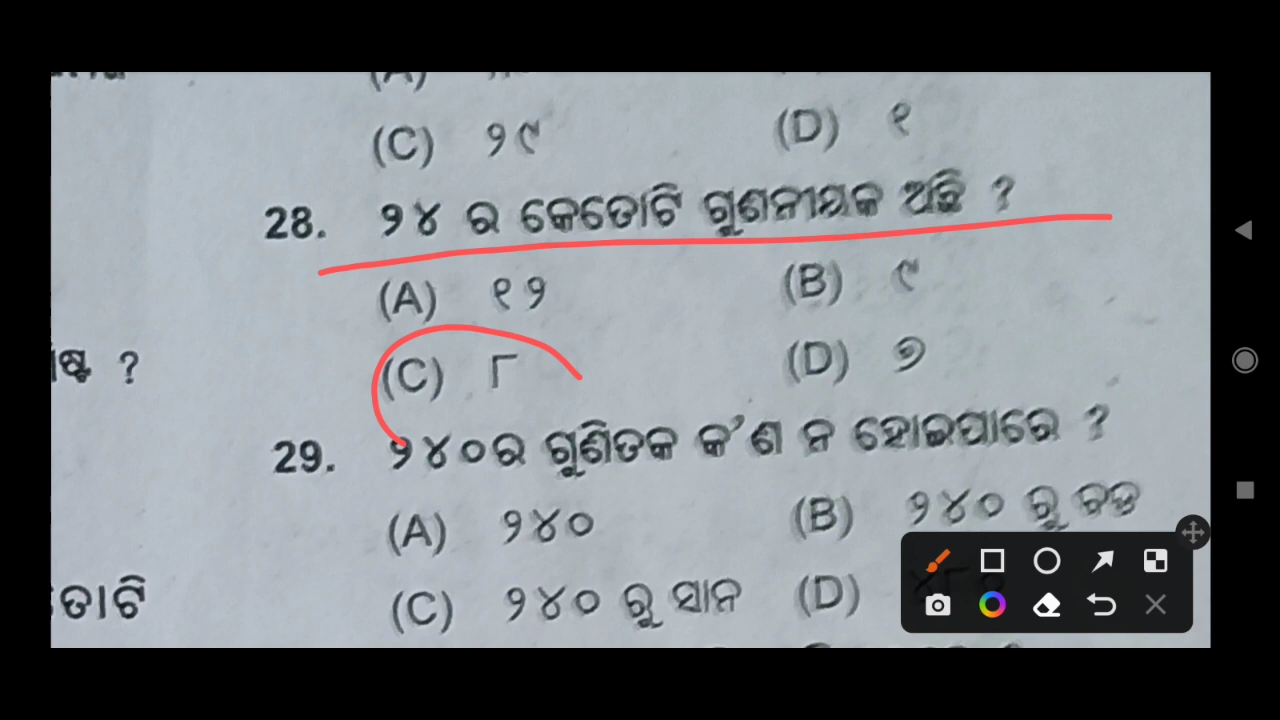 (C) ୨୯ (D) ୧
28. ୨୪ ର କେତୋଟି ଗୁଣନୀୟକ ଅଛି ?
(A) ୧୨ (B) ୯
?
(C) ୮ (D) ୭
29. ୨୪୦ର ଗୁଣିତକ କ'ଣ ନ ହୋଇପାରେ ?
(A) ୨୪୦ (B) ୨୪୦ ରୁ ବଡ
(C) ୨୪୦ ରୁ ସାନ (D)